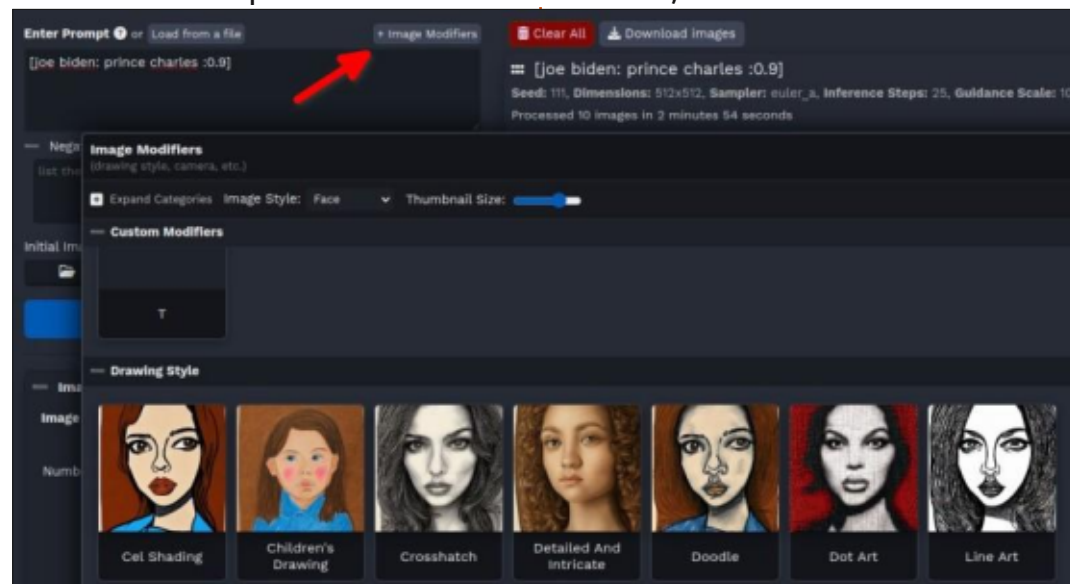 Enter Prompt ? or Load from a file
+ Image Modifiers
Clear All
Download images
[joe biden: prince charles :0.9]
[joe biden: prince charles :0.9]
Seed: 111, Dimensions: 512x512, Sampler: euler_a, Inference Steps: 25, Guidance Scale: 10
Processed 10 images in 2 minutes 54 seconds
Nega
list the
Image Modifiers
(drawing style, camera, etc.)
Expand Categories Image Style: Face Thumbnail Size:
Custom Modifiers
Initial Ima
T
Drawing Style
Ima
Image
Numb
Cel Shading
Children's
Drawing
Crosshatch
Detailed And
Intricate
Doodle
Dot Art
Line Art